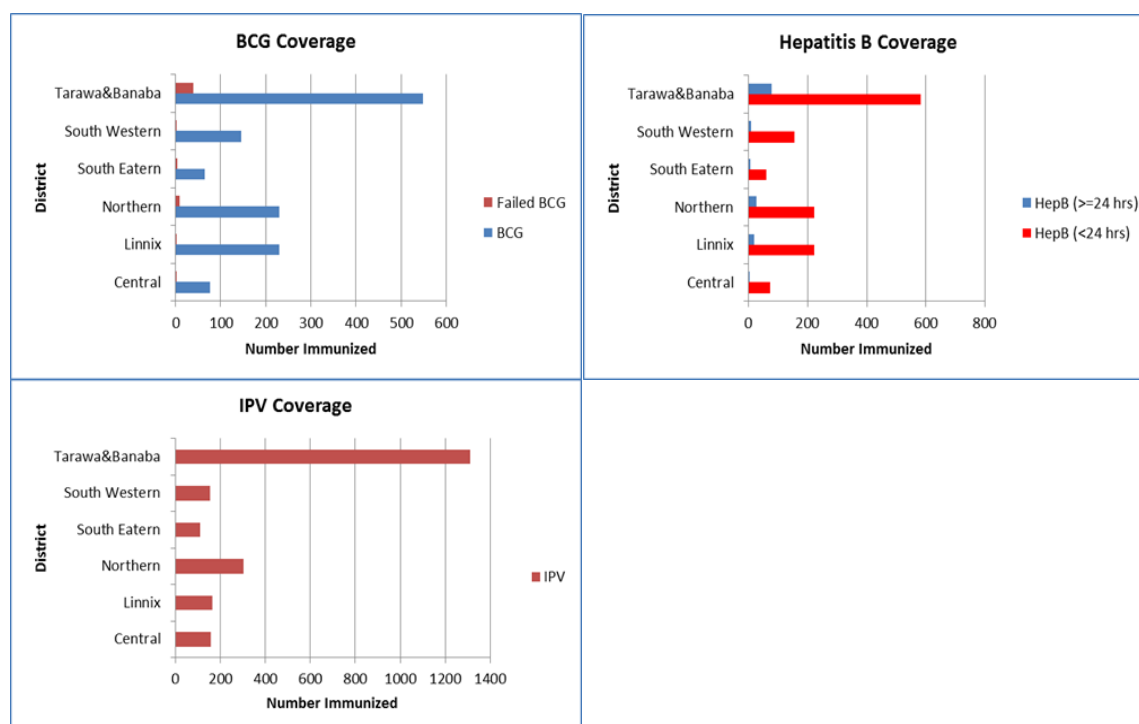 BCG Coverage
District
Tarawa&Banaba
South Western
South Eatern
Northern
Linnix
Central
0 100 200 300 400 500 600
Number Immunized
Failed BCG
BCG
Hepatitis B Coverage
District
Tarawa&Banaba
South Western
South Eatern
Northern
Linnix
Central
0 200 400 600 800
Number Immunized
HepB (>=24 hrs)
HepB (<24 hrs)
IPV Coverage
District
Tarawa&Banaba
South Western
South Eatern
Northern
Linnix
Central
0 200 400 600 800 1000 1200 1400
Number Immunized
IPV